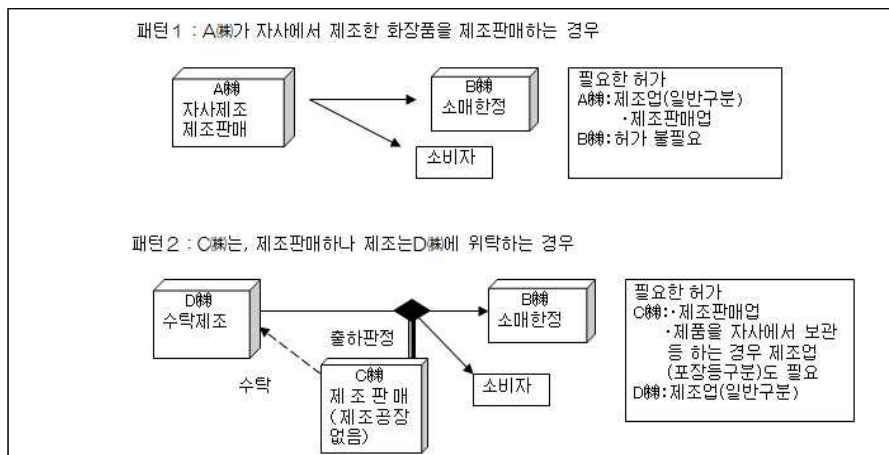 패턴1 : A㈱가 자사에서 제조한 화장품을 제조판매하는 경우
A㈱
자사제조
제조판매
B㈱
소매한정
소비자
필요한 허가
A㈱:제조업(일반구분)
·제조판매업
B㈱:허가 불필요
패턴2 : C㈱는, 제조판매하나 제조는D㈱에 위탁하는 경우
D㈱
수탁제조
출하판정
수탁
C㈱
제조판매
(제조공장
없음)
B㈱
소매한정
소비자
필요한 허가
C㈱:·제조판매업
·제품을 자사에서 보관
등 하는 경우 제조업
(포장등구분)도 필요
D㈱:제조업(일반구분)